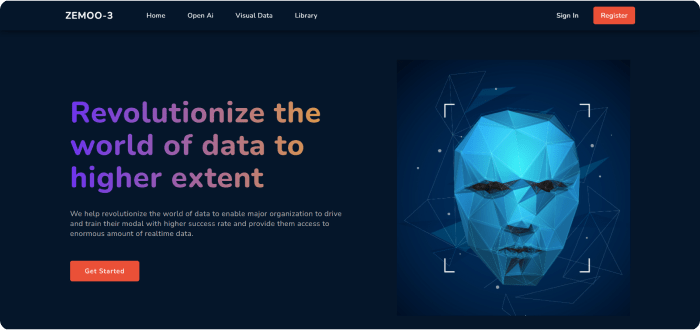 ZEMOO-3 Home Open Ai Visual Data Library Sign In Register
Revolutionize the
world of data to
higher extent
We help revolutionize the world of data to enable major organization to drive
and train their modal with higher success rate and provide them access to
enormous amount of realtime data.
Get Started